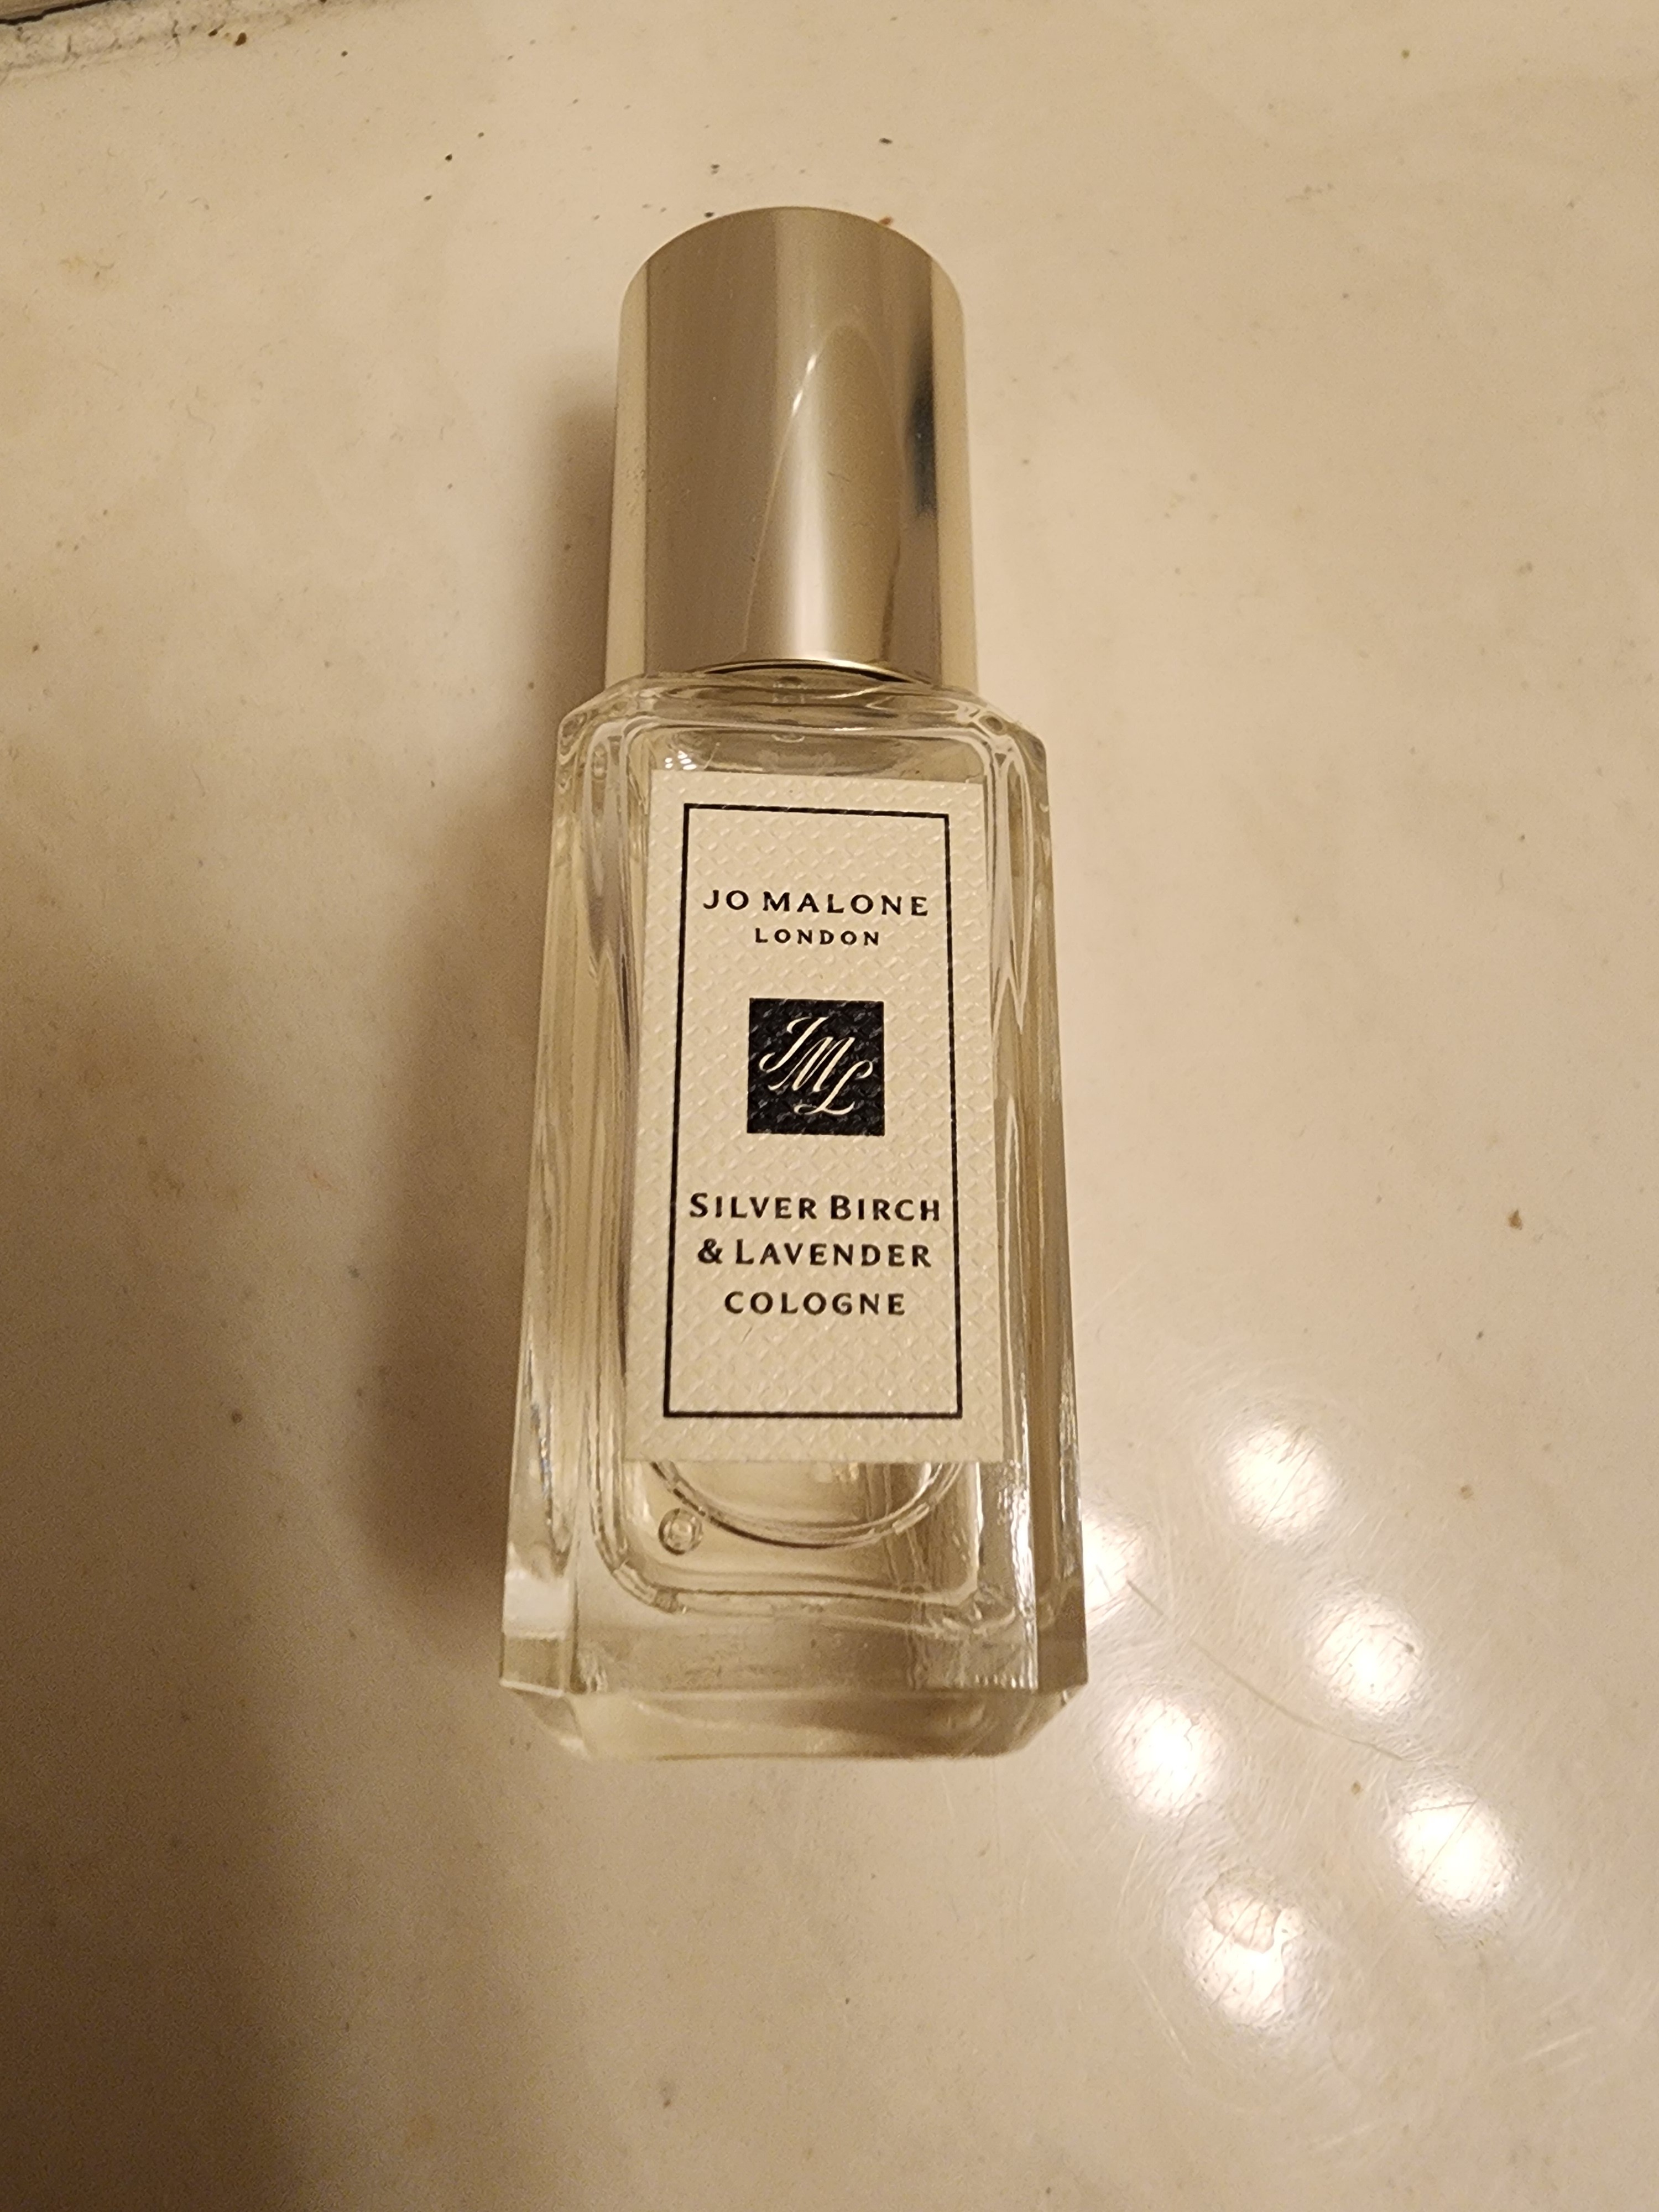 JO MALONE
LONDON
JML
SILVER BIRCH
& LAVENDER
COLOGNE